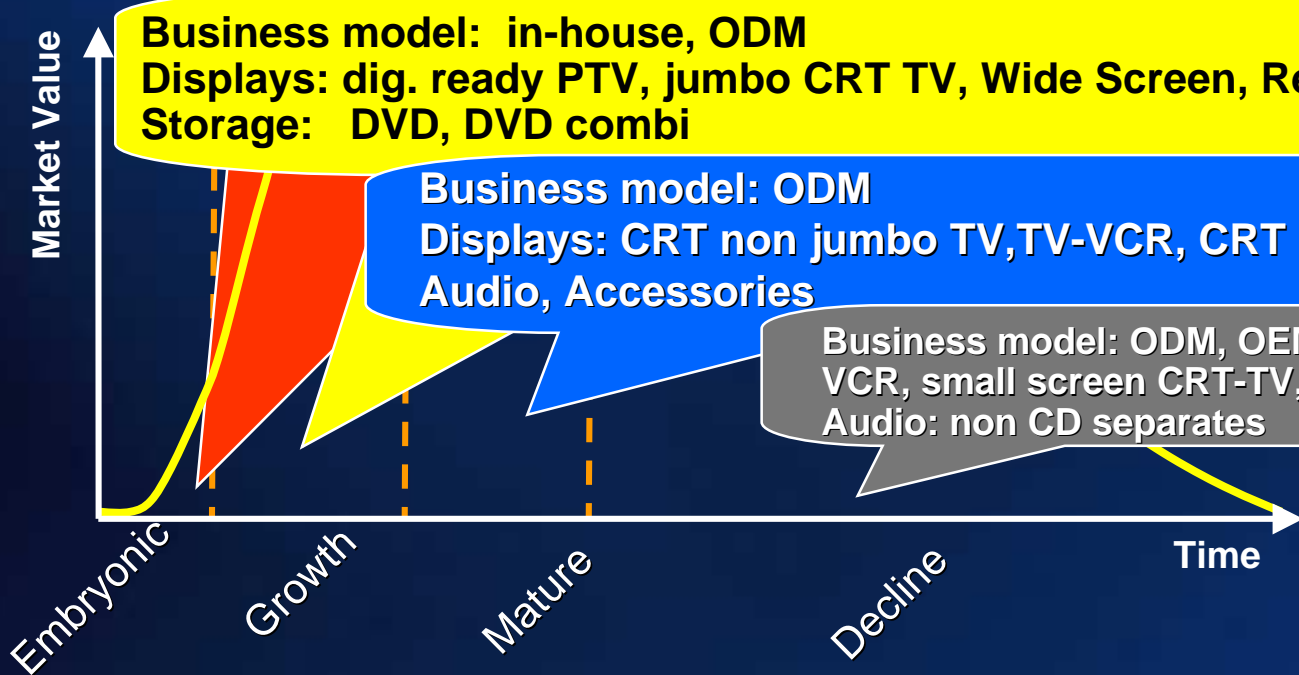 Market Value
Business model: in-house, ODM
Displays: dig. ready PTV, jumbo CRT TV, Wide Screen,
Storage: DVD, DVD combi
Business model: ODM
Displays: CRT non jumbo TV,TV-VCR, CRT
Audio, Accessories
Business model: ODM,
VCR, small screen CRT-TV,
Audio: non CD separates
Time
Embryonic
Growth
Mature
Decline